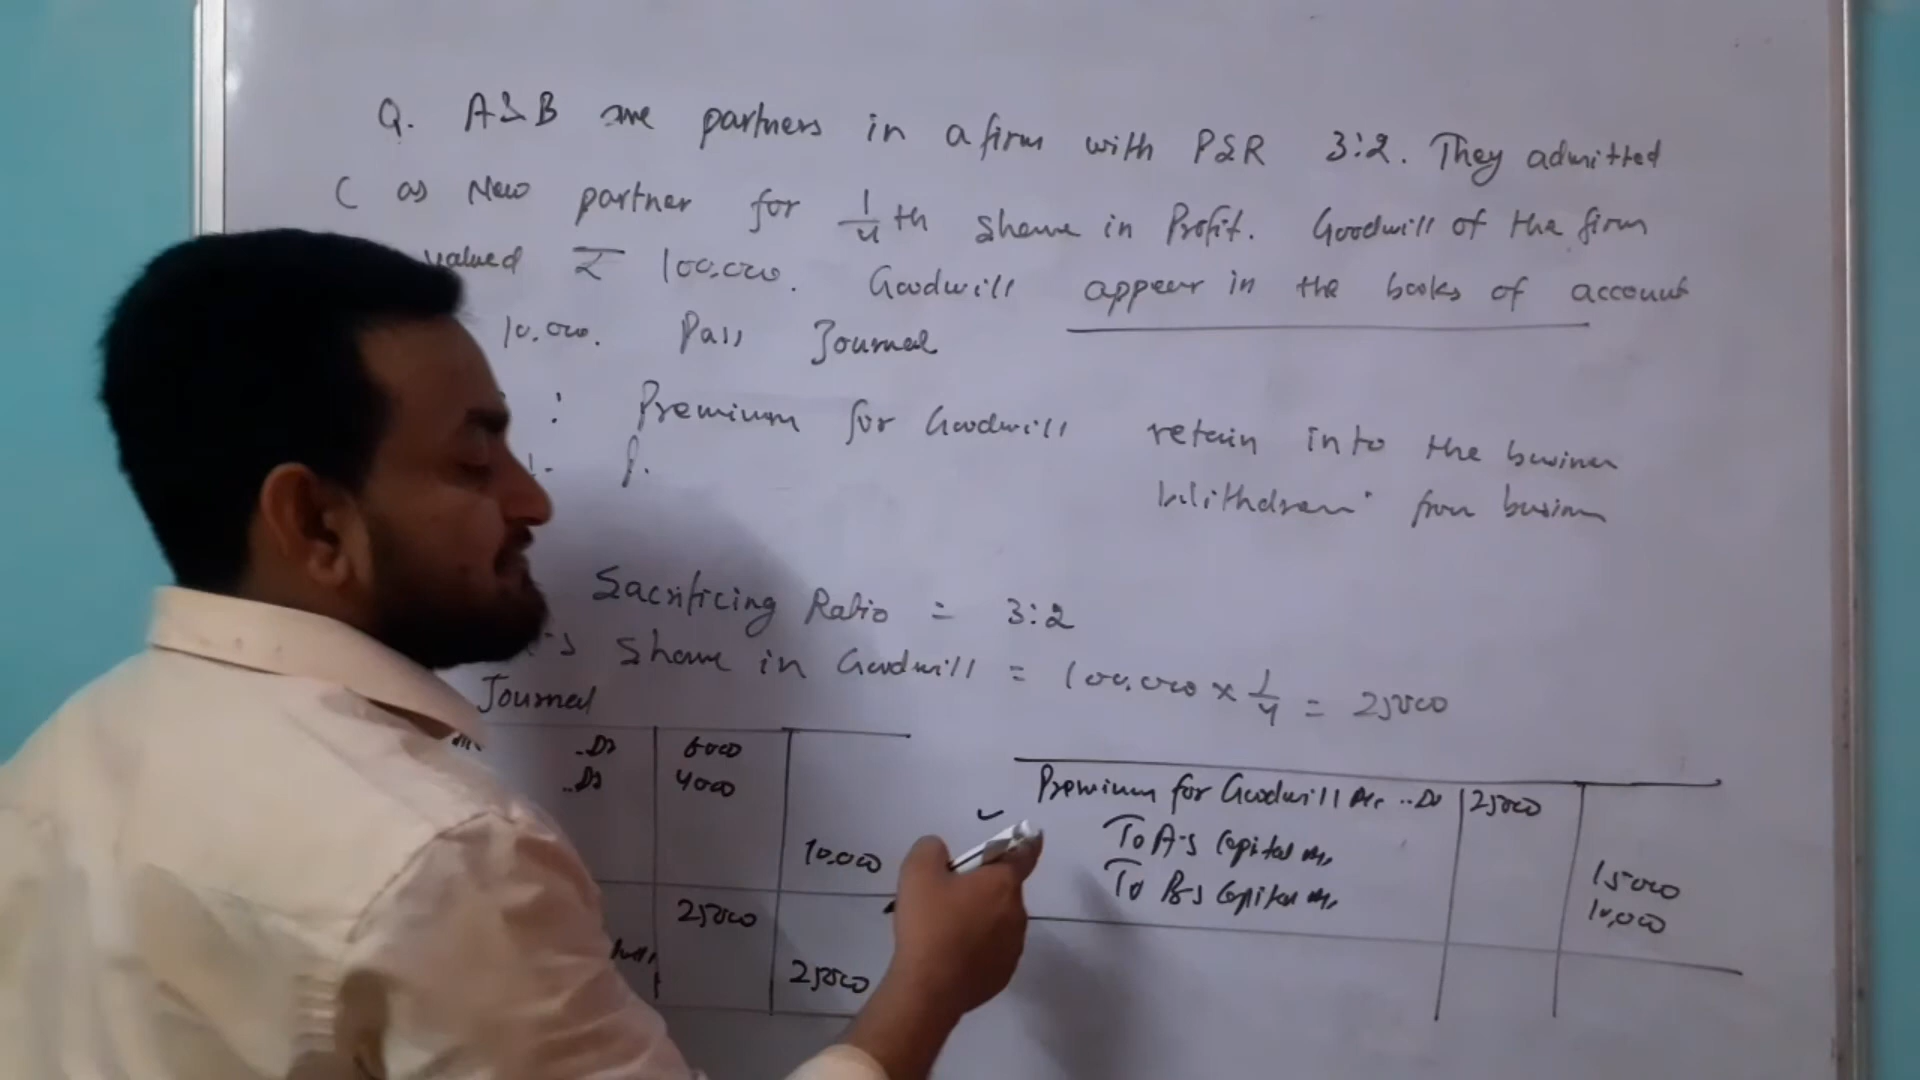 Q. A & B are partners in a firm with PSR 3:2. They admitted
C as New partner for 1/4 th share in Profit. Goodwill of the firm
valued ₹ 100,000. Goodwill appear in the books of account
10,000. Pass Journal
: Premium for Goodwill retain into the business
Withdrawn from business
Sacrificing Ratio = 3:2
's share in Goodwill = 100,000 × 1/4 = 25000
Journal
..Dr 6000
..Dr 4000
10,000
25000
25000
Premium for Goodwill A/c ..Dr 25000
To A's Capital A/c 15000
To B's Capital A/c 10,000